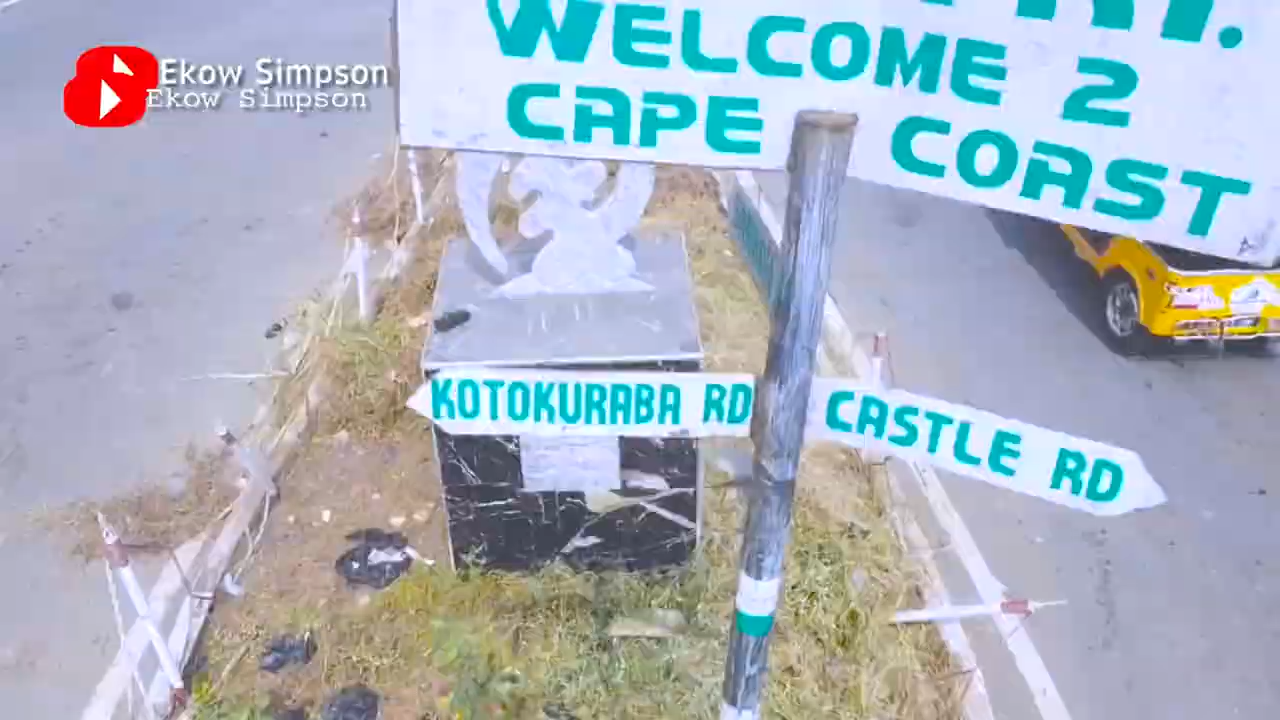 Ekow Simpson
Ekow Simpson
WELCOME 2
CAPE COAST
KOTOKURABA RD
CASTLE RD